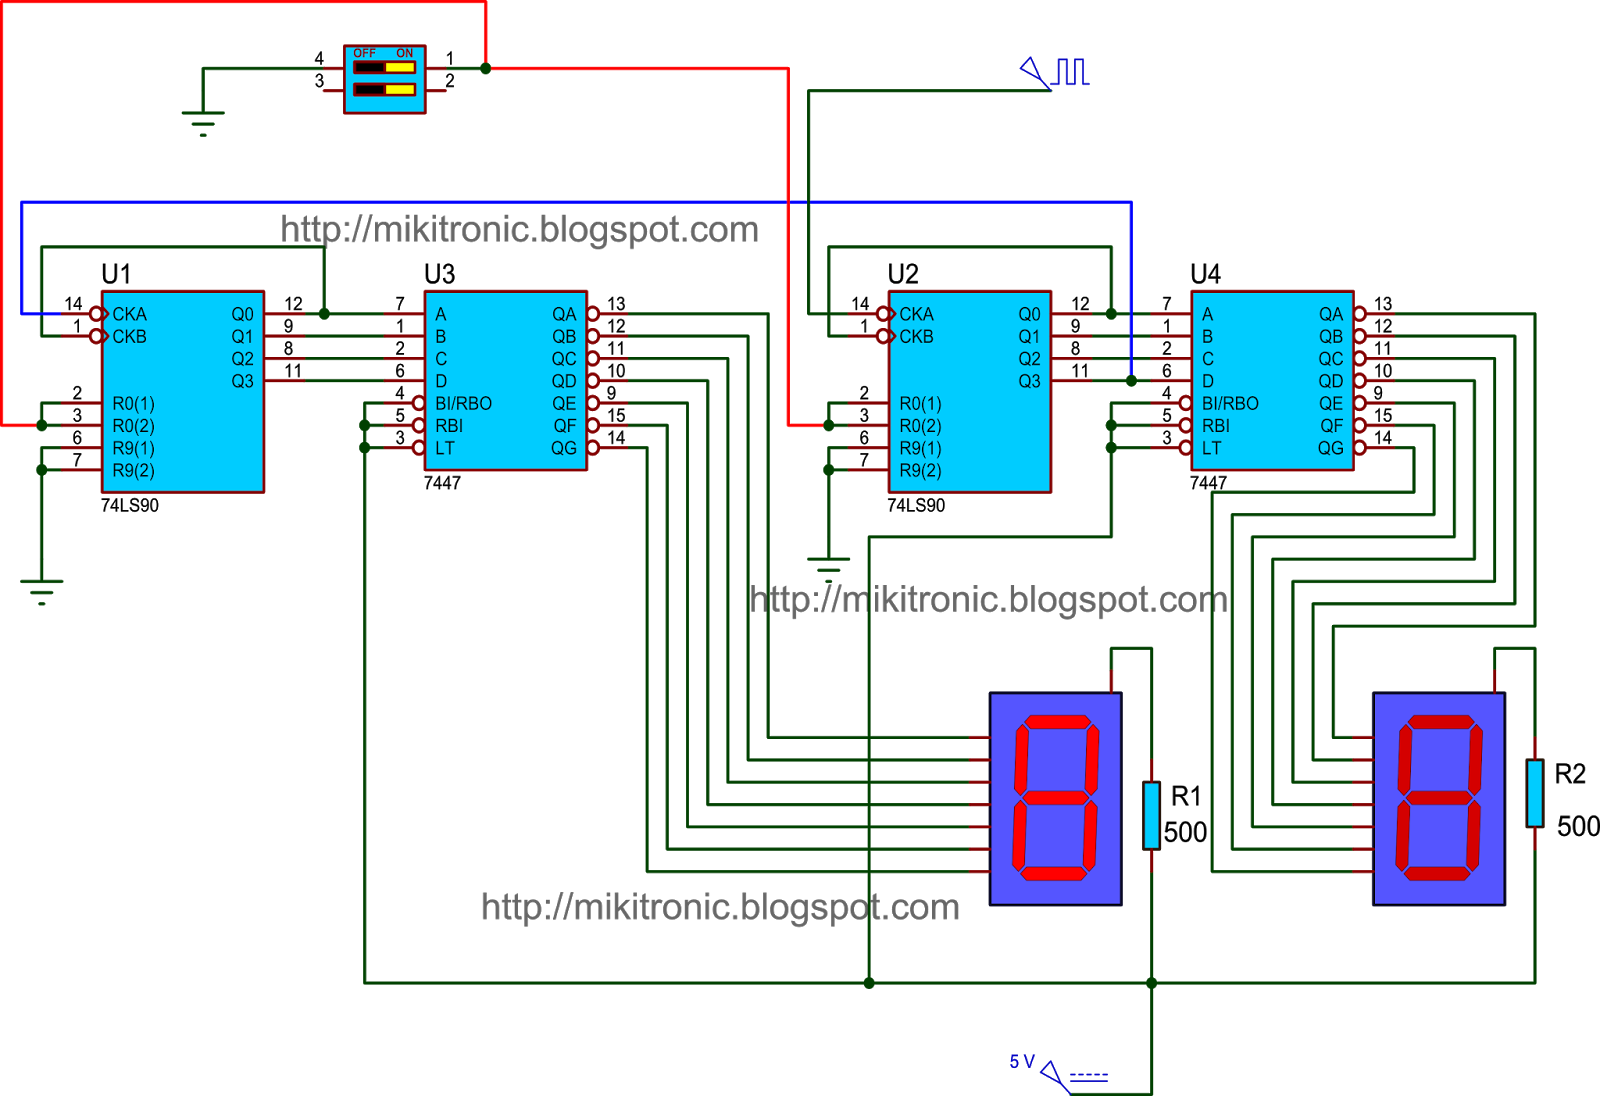 OFF ON
4 1
3 2
http://mikitronic.blogspot.com
U1 U3 U2 U4
14 CKA Q0 12 7 A QA 13 14 CKA Q0 12 7 A QA 13
1 CKB Q1 9 1 B QB 12 1 CKB Q1 9 1 B QB 12
Q2 8 2 C QC 11 Q2 8 2 C QC 11
Q3 11 6 D QD 10 Q3 11 6 D QD 10
2 R0(1) 4 BI/RBO QE 9 2 R0(1) 4 BI/RBO QE 9
3 R0(2) 5 RBI QF 15 3 R0(2) 5 RBI QF 15
6 R9(1) 3 LT QG 14 6 R9(1) 3 LT QG 14
7 R9(2) 7 R9(2)
74LS90 7447 74LS90 7447
http://mikitronic.blogspot.com
R1
500
R2
500
http://mikitronic.blogspot.com
5 V